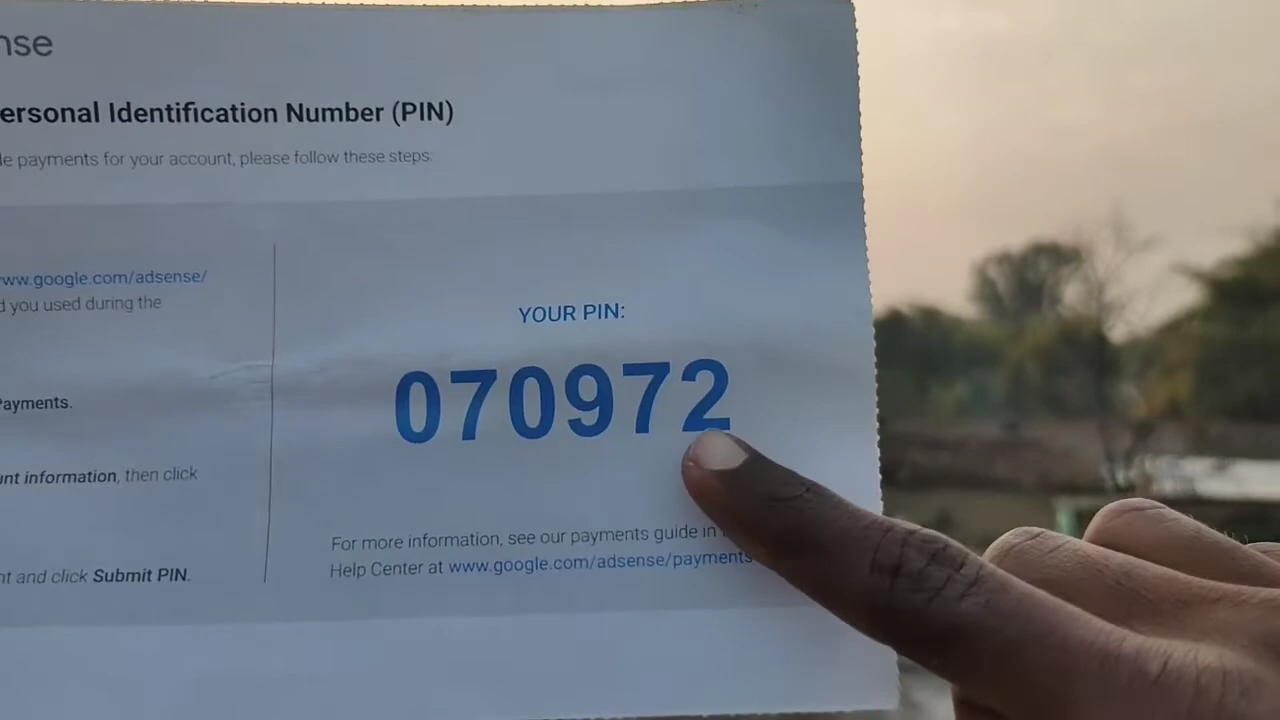 nse
ersonal Identification Number (PIN)
le payments for your account, please follow these steps:
ww.google.com/adsense/
d you used during the
YOUR PIN:
070972
Payments.
unt information, then click
For more information, see our payments guide in
Help Center at www.google.com/adsense/payments
nt and click Submit PIN.